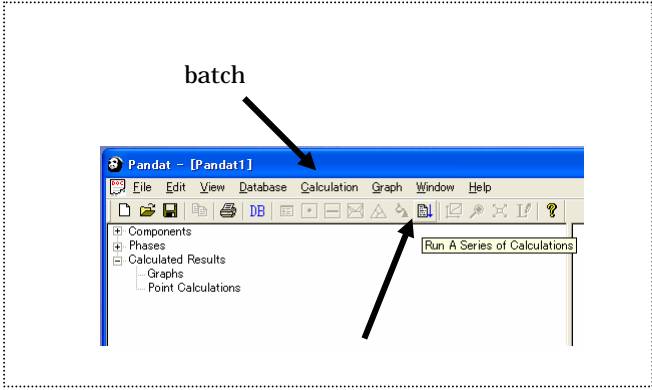 batch
Pandat - [Pandat1]
DOC File Edit View Database Calculation Graph Window Help
DB
Components
Run A Series of Calculations
Phases
Calculated Results
Graphs
Point Calculations